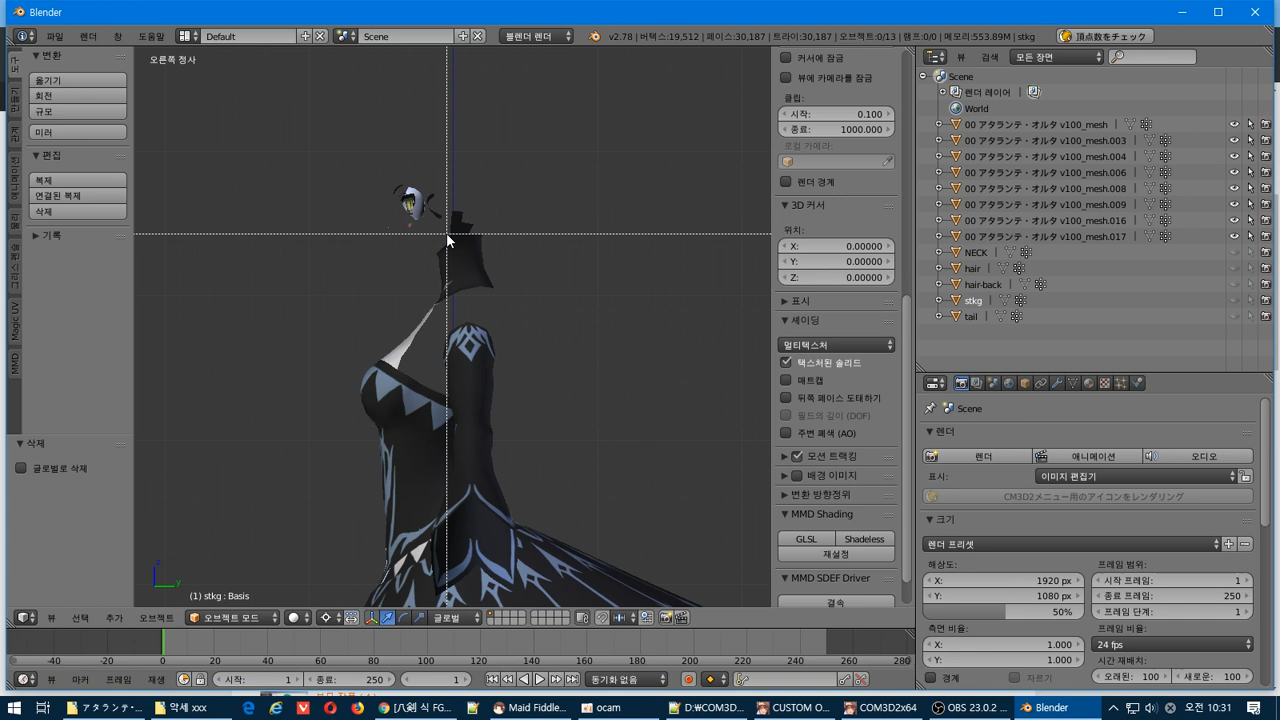 Blender
파일
렌더
창
도움말
Default
Scene
블렌더 렌더
v2.78 | 버텍스:19,512 | 페이스:30,187 | 트라이:30,187 | 오브젝트:0/13 | 램프:0/0 | 메모리:553.89M | stkg
頂点数をチェック
변환
옮기기
회전
규모
미러
편집
복제
연결된 복제
삭제
기록
애니메이션
물리
Magic UV
MMD
삭제
글로벌로 삭제
오른쪽 정사
(1) stkg : Basis
z
y
커서에 잠금
뷰에 카메라를 잠금
클립:
시작: 0.100
종료: 1000.000
로컬 카메라:
렌더 경계
3D 커서
위치:
X: 0.00000
Y: 0.00000
Z: 0.00000
표시
셰이딩
멀티텍스처
텍스처된 솔리드
매트캡
뒤쪽 페이스 도태하기
필드의 깊이 (DOF)
주변 폐색 (AO)
모션 트랙킹
배경 이미지
변환 방향정위
MMD Shading
GLSL
Shadeless
재설정
MMD SDEF Driver
결속
뷰
검색
모든 장면
Scene
렌더 레이어
World
00 アタランテ・オルタ v100_mesh
00 アタランテ・オルタ v100_mesh.003
00 アタランテ・オルタ v100_mesh.004
00 アタランテ・オルタ v100_mesh.006
00 アタランテ・オルタ v100_mesh.008
00 アタランテ・オルタ v100_mesh.009
00 アタランテ・オルタ v100_mesh.016
00 アタランテ・オルタ v100_mesh.017
NECK
hair
hair-back
stkg
tail
Scene
렌더
렌더
애니메이션
오디오
표시:
이미지 편집기
CM3D2メニュー用のアイコンをレンダリング
크기
렌더 프리셋
해상도:
프레임 범위:
X: 1920 px
시작 프레임: 1
Y: 1080 px
종료 프레임: 250
50%
프레임 단계: 1
측면 비율:
프레임 비율:
X: 1.000
24 fps
Y: 1.000
시간 재배치:
경계
자르기
오래된: 100
새로운: 100
뷰
선택
추가
오브젝트
오브젝트 모드
글로벌
-40 -20 0 20 40 60 80 100 120 140 160 180 200 220 240 260 280
뷰
마커
프레임
재생
시작: 1
종료: 250
1
동기화 없음
アタランテ-...
악세 xxx
[八剣 식 FG...
Maid Fiddle...
ocam
D:₩COM3D...
CUSTOM O...
COM3D2x64
OBS 23.0.2 ...
Blender
오전 10:31